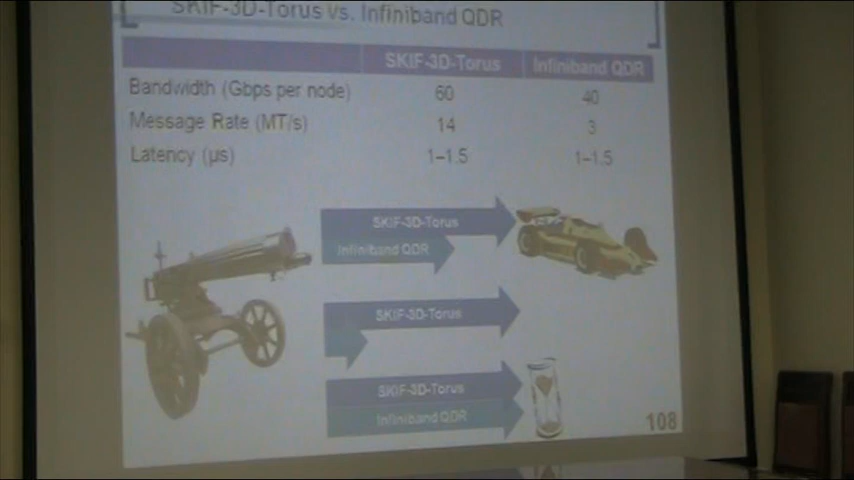 SKIF-3D-Torus vs. Infiniband QDR
SKIF-3D-Torus Infiniband QDR
Bandwidth (Gbps per node) 60 40
Message Rate (MT/s) 14 3
Latency (µs) 1–1.5 1–1.5
SKIF-3D-Torus
Infiniband QDR
SKIF-3D-Torus
SKIF-3D-Torus
Infiniband QDR
108